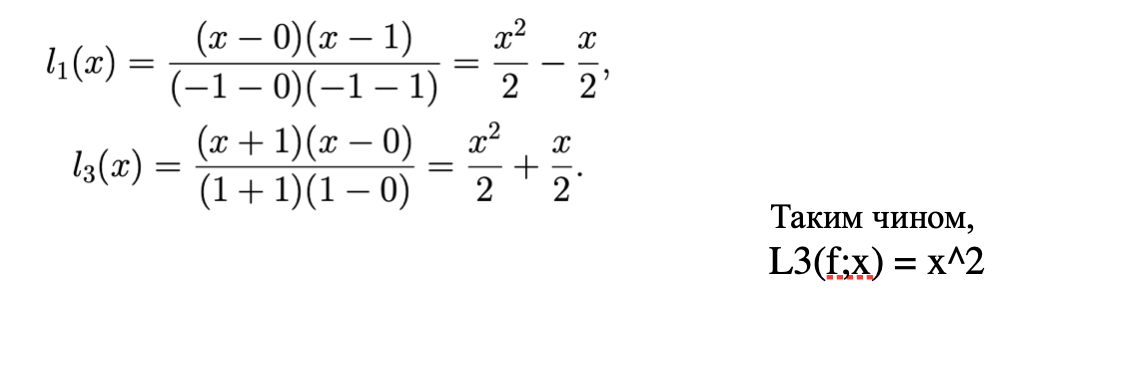 l₁(x) = (x − 0)(x − 1) / (−1 − 0)(−1 − 1) = x²/2 − x/2,
l₃(x) = (x + 1)(x − 0) / (1 + 1)(1 − 0) = x²/2 + x/2.
Таким чином,
L3(f;x) = x^2